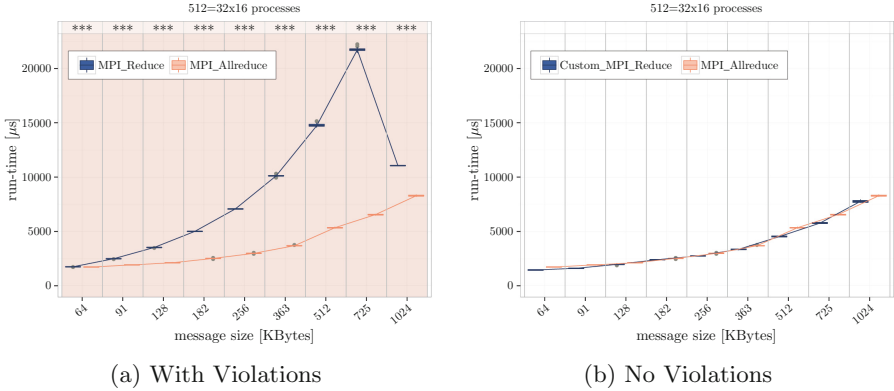 512=32x16 processes
*** *** *** *** *** *** *** *** ***
MPI_Reduce MPI_Allreduce
run-time [µs]
20000
15000
10000
5000
0
64 91 128 182 256 363 512 725 1024
message size [KBytes]
(a) With Violations
512=32x16 processes
Custom_MPI_Reduce MPI_Allreduce
run-time [µs]
20000
15000
10000
5000
0
64 91 128 182 256 363 512 725 1024
message size [KBytes]
(b) No Violations